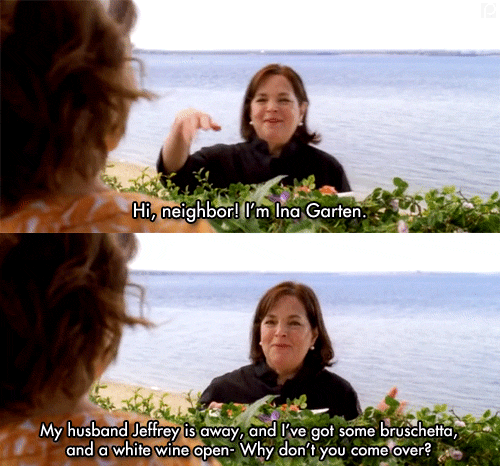 Hi, neighbor! I'm Ina Garten.
My husband Jeffrey is away, and I've got some bruschetta,
and a white wine open- Why don't you come over?